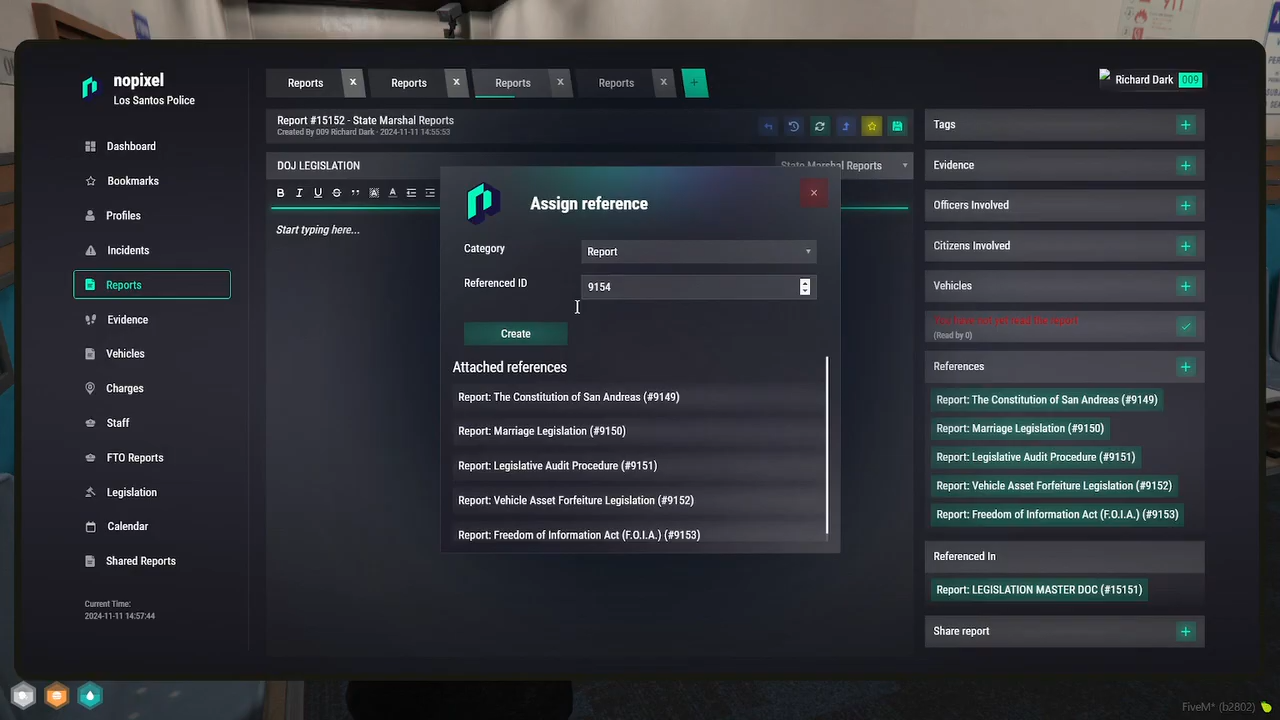 nopixel
Los Santos Police
Dashboard
Bookmarks
Profiles
Incidents
Reports
Evidence
Vehicles
Charges
Staff
FTO Reports
Legislation
Calendar
Shared Reports
Current Time:
2024-11-11 14:57:44
Reports x Reports x Reports x Reports x +
Richard Dark 009
Report #15152 - State Marshal Reports
Created By 009 Richard Dark · 2024-11-11 14:55:53
DOJ LEGISLATION State Marshal Reports
B I U S
Start typing here...
Assign reference
×
Category Report
Referenced ID 9154
Create
Attached references
Report: The Constitution of San Andreas (#9149)
Report: Marriage Legislation (#9150)
Report: Legislative Audit Procedure (#9151)
Report: Vehicle Asset Forfeiture Legislation (#9152)
Report: Freedom of Information Act (F.O.I.A.) (#9153)
Tags +
Evidence +
Officers Involved +
Citizens Involved +
Vehicles +
You have not yet read the report
(Read by 0)
References +
Report: The Constitution of San Andreas (#9149)
Report: Marriage Legislation (#9150)
Report: Legislative Audit Procedure (#9151)
Report: Vehicle Asset Forfeiture Legislation (#9152)
Report: Freedom of Information Act (F.O.I.A.) (#9153)
Referenced In
Report: LEGISLATION MASTER DOC (#15151)
Share report +
FiveM* (b2802)